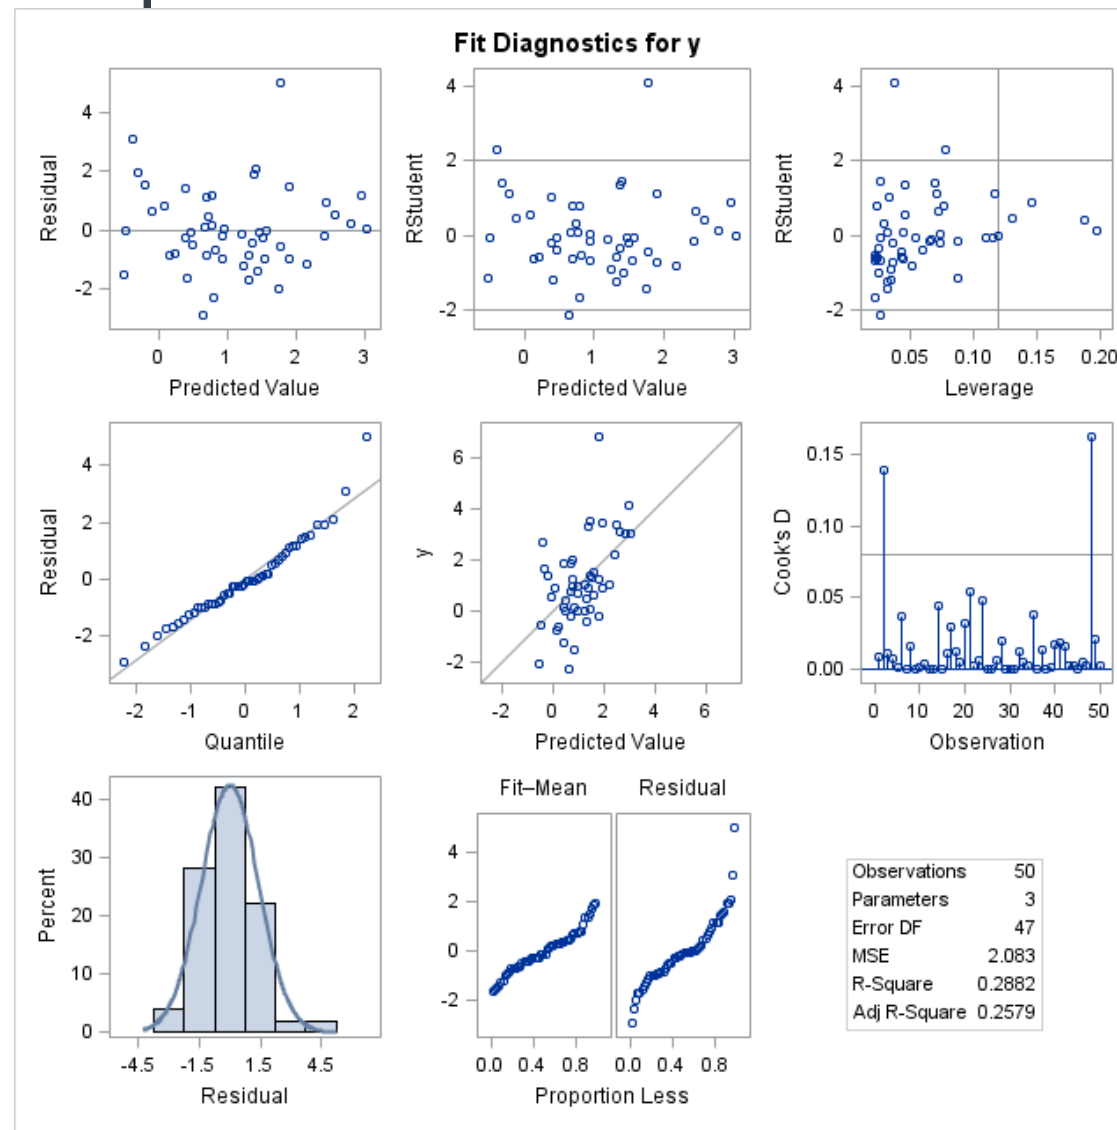 Fit Diagnostics for y
Residual
4
2
0
-2
0 1 2 3
Predicted Value
RStudent
4
2
0
-2
0 1 2 3
Predicted Value
RStudent
4
2
0
-2
0.05 0.10 0.15 0.20
Leverage
Residual
4
2
0
-2
-2 -1 0 1 2
Quantile
y
6
4
2
0
-2
-2 0 2 4 6
Predicted Value
Cook's D
0.15
0.10
0.05
0.00
0 10 20 30 40 50
Observation
Percent
40
30
20
10
0
-4.5 -1.5 1.5 4.5
Residual
Fit–Mean Residual
4
2
0
-2
0.0 0.4 0.8 0.0 0.4 0.8
Proportion Less
Observations 50
Parameters 3
Error DF 47
MSE 2.083
R-Square 0.2882
Adj R-Square 0.2579